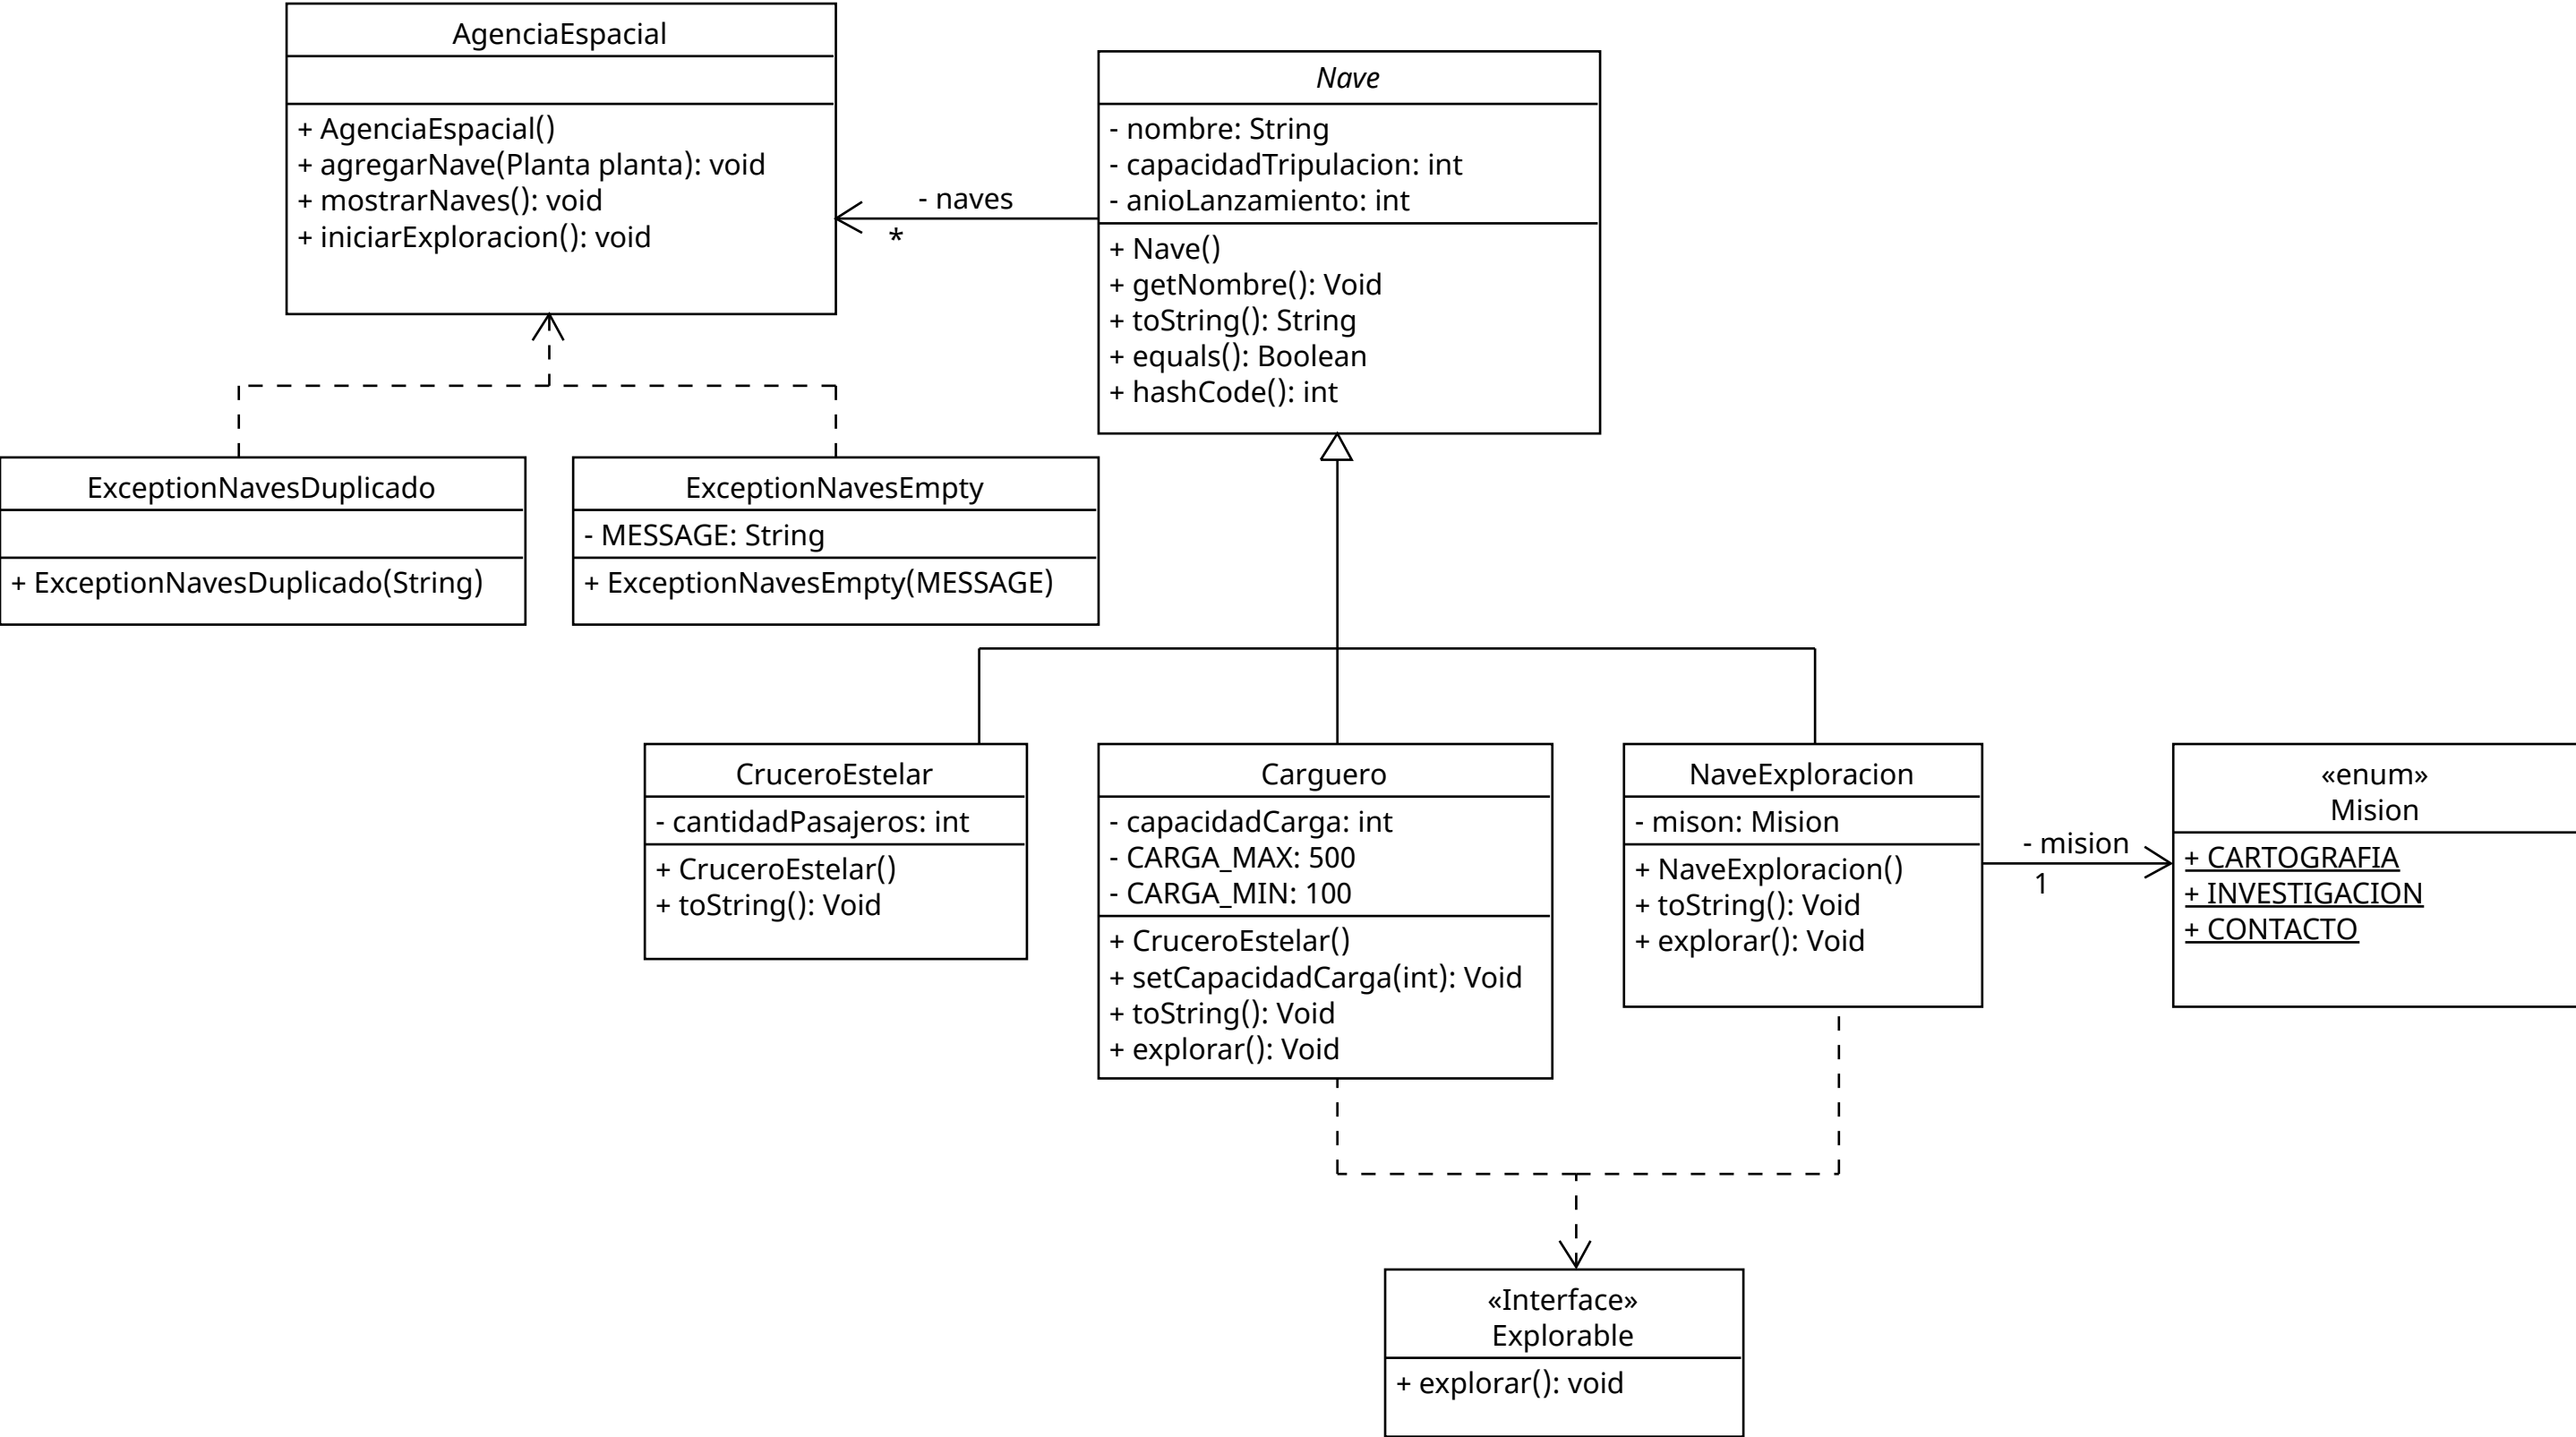 AgenciaEspacial
+ AgenciaEspacial()
+ agregarNave(Planta planta): void
+ mostrarNaves(): void
+ iniciarExploracion(): void
- naves
*
Nave
- nombre: String
- capacidadTripulacion: int
- anioLanzamiento: int
+ Nave()
+ getNombre(): Void
+ toString(): String
+ equals(): Boolean
+ hashCode(): int
ExceptionNavesDuplicado
+ ExceptionNavesDuplicado(String)
ExceptionNavesEmpty
- MESSAGE: String
+ ExceptionNavesEmpty(MESSAGE)
CruceroEstelar
- cantidadPasajeros: int
+ CruceroEstelar()
+ toString(): Void
Carguero
- capacidadCarga: int
- CARGA_MAX: 500
- CARGA_MIN: 100
+ CruceroEstelar()
+ setCapacidadCarga(int): Void
+ toString(): Void
+ explorar(): Void
NaveExploracion
- mison: Mision
+ NaveExploracion()
+ toString(): Void
+ explorar(): Void
- mision
1
«enum»
Mision
+ CARTOGRAFIA
+ INVESTIGACION
+ CONTACTO
«Interface»
Explorable
+ explorar(): void